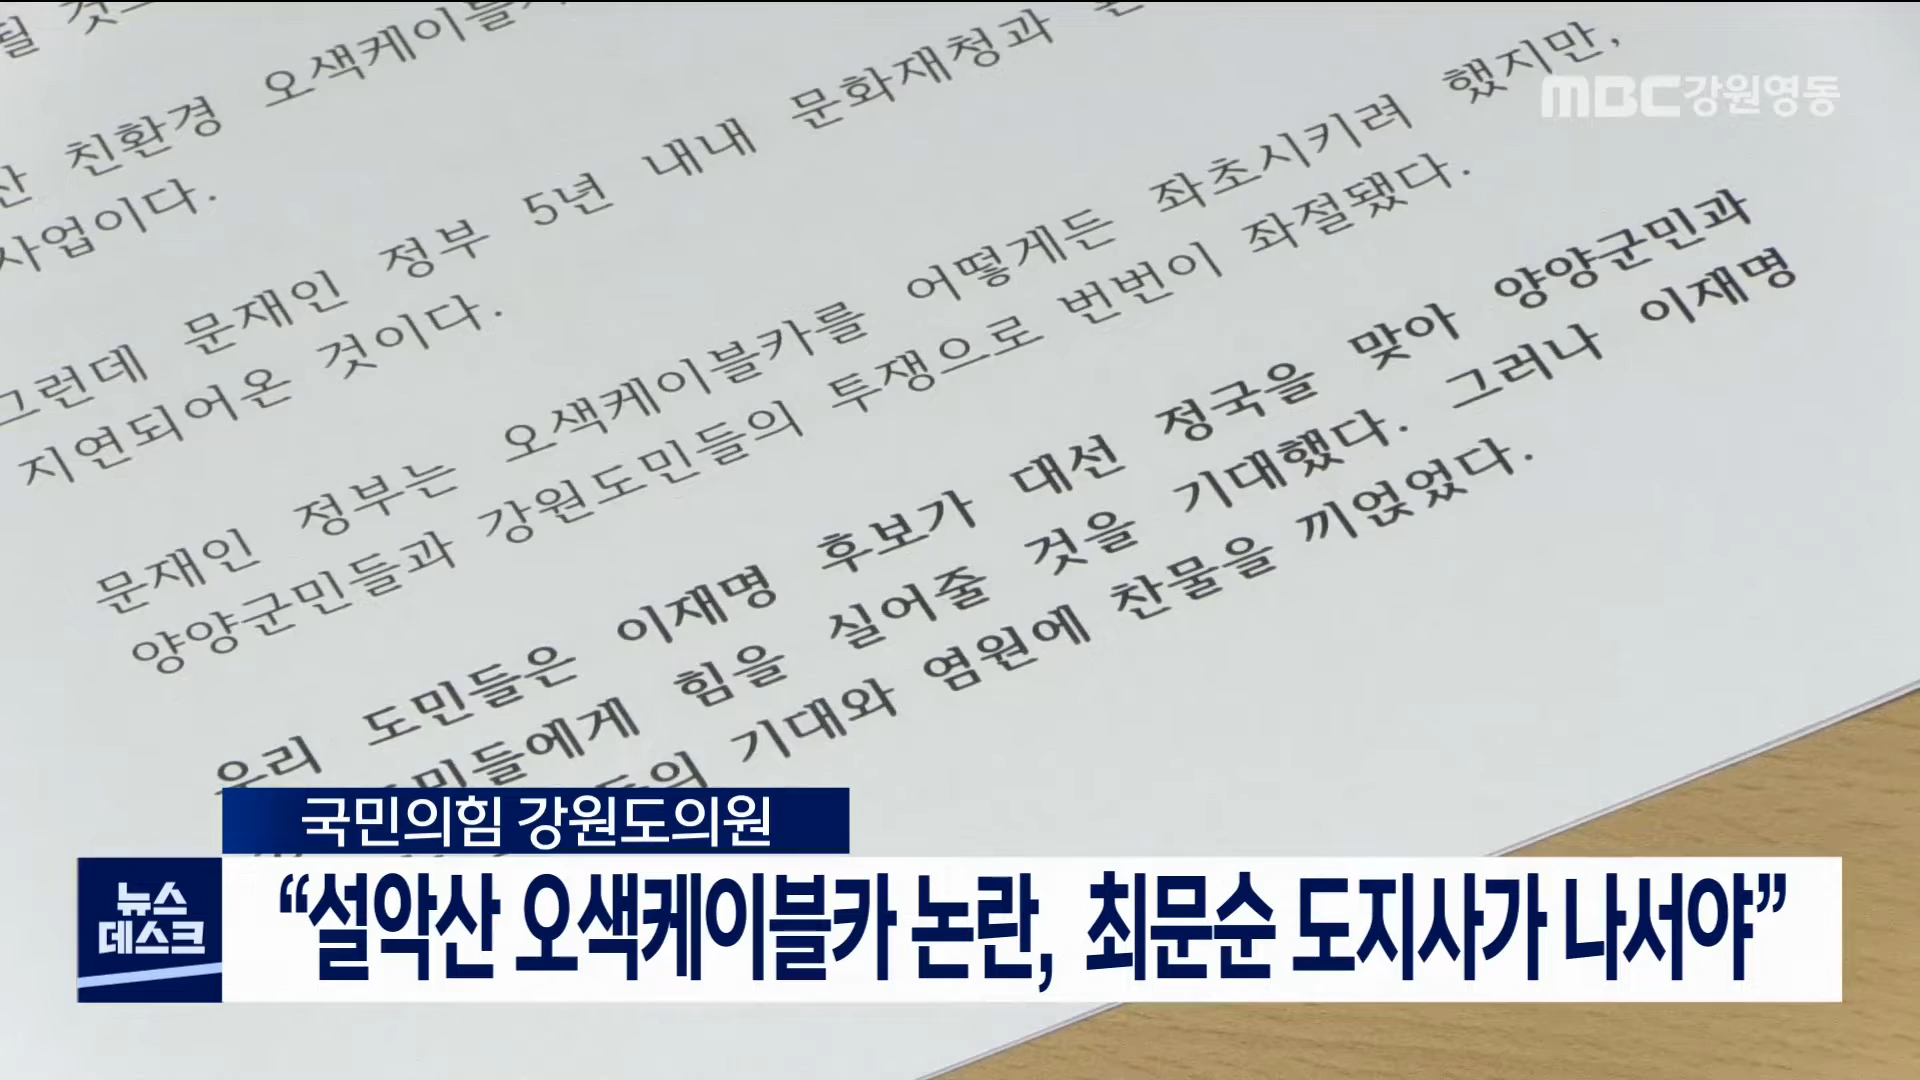 될
친환경 오색케이블
사업이다.
그런데 문재인 정부 5년 내내 문화재청과
지연되어온 것이다.
문재인 정부는 오색케이블카를 어떻게든 좌초시키려 했지만,
양양군민들과 강원도민들의 투쟁으로 번번이 좌절됐다.
우리 도민들은 이재명 후보가 대선 정국을 맞아 양양군민과
도민들에게 힘을 실어줄 것을 기대했다. 그러나 이재명
기대와 염원에 찬물을 끼얹었다.
MBC강원영동
국민의힘 강원도의원
뉴스
데스크
“설악산 오색케이블카 논란, 최문순 도지사가 나서야”